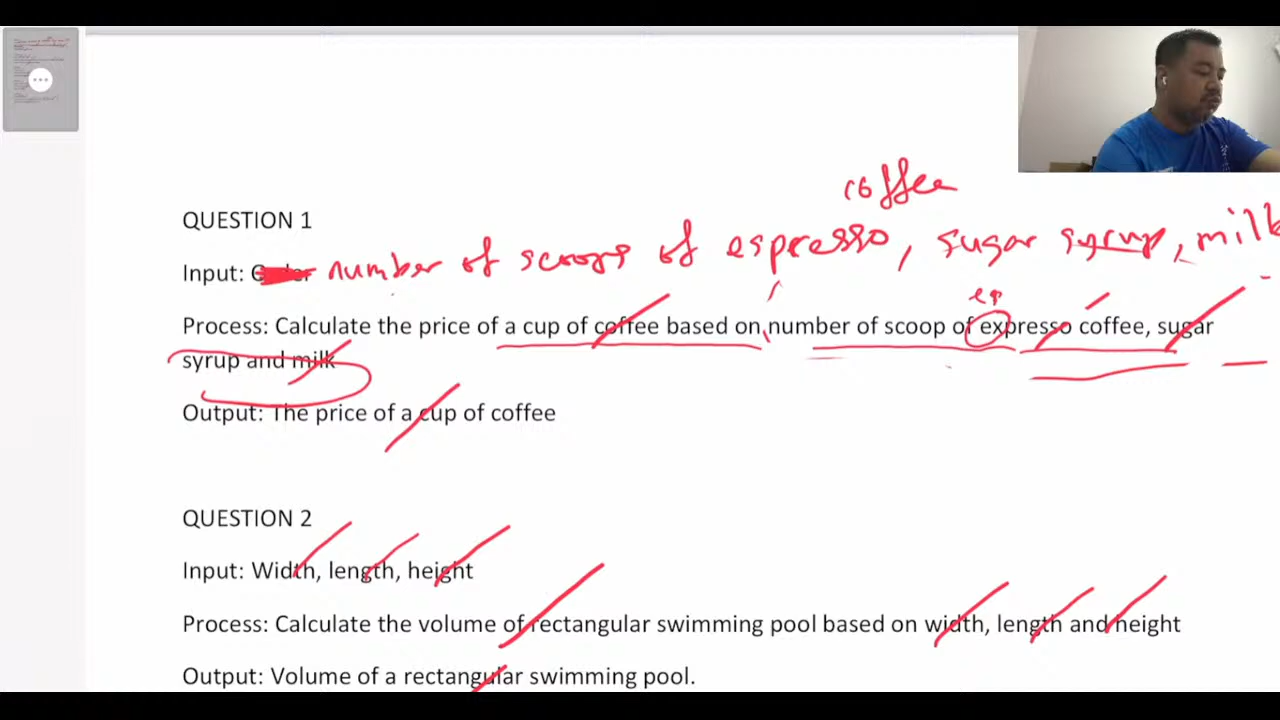 coffee
QUESTION 1
Input: number of scoops of espresso, sugar syrup, milk
es
Process: Calculate the price of a cup of coffee based on number of scoop of expresso coffee, sugar
syrup and milk
Output: The price of a cup of coffee
QUESTION 2
Input: Width, length, height
Process: Calculate the volume of rectangular swimming pool based on width, length and height
Output: Volume of a rectangular swimming pool.